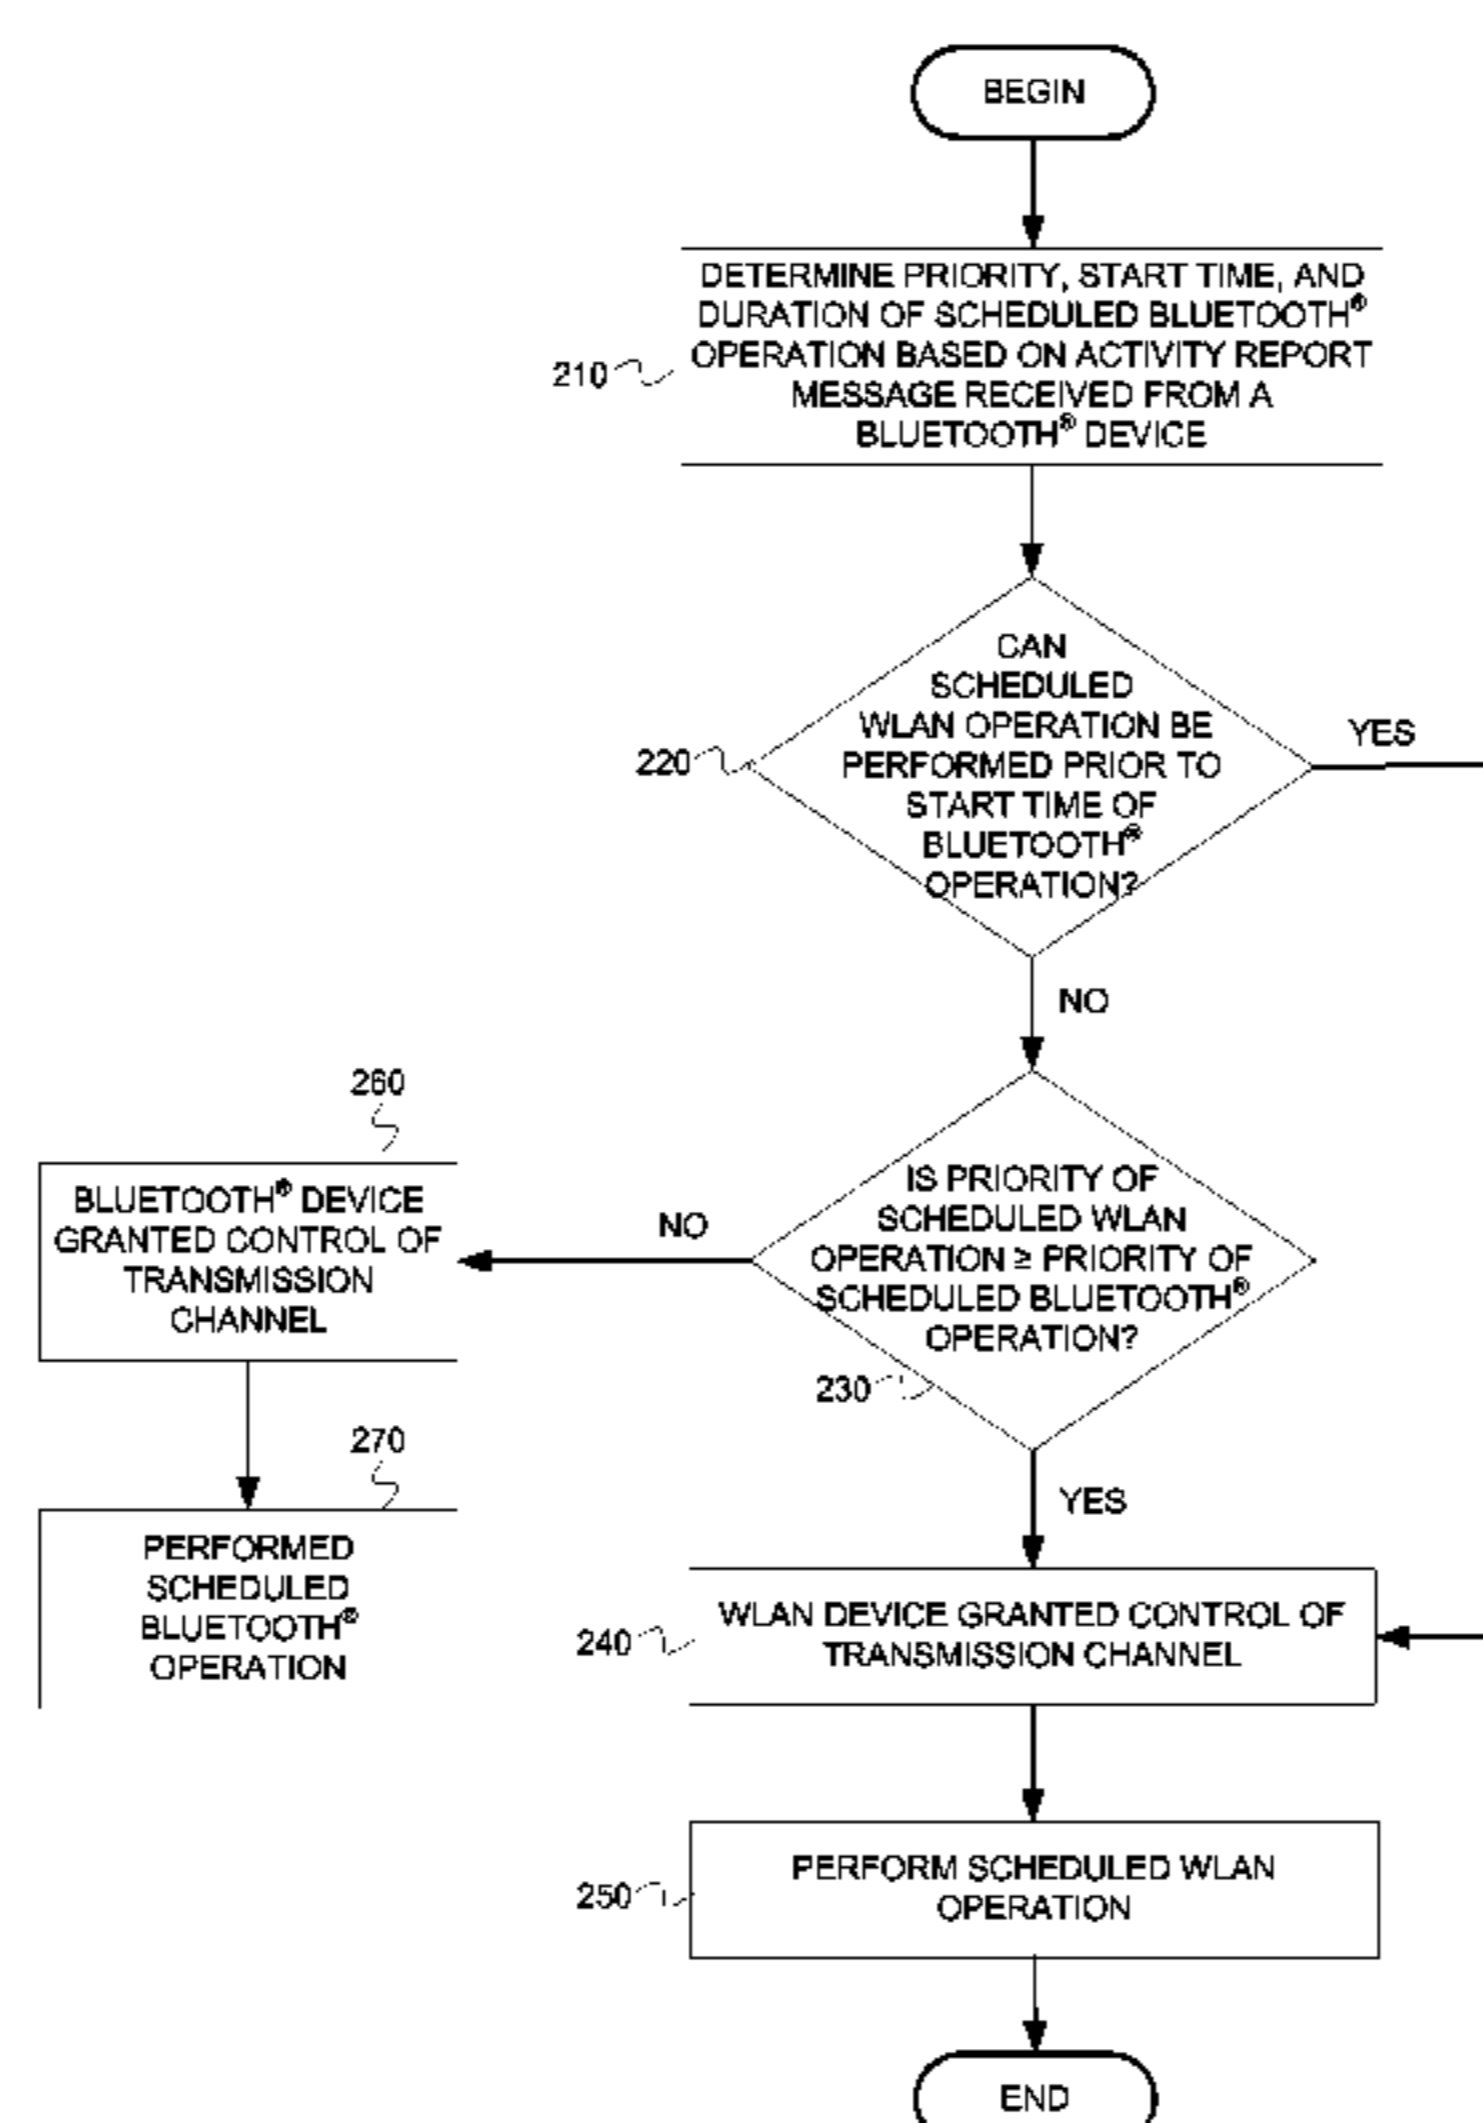 BEGIN
DETERMINE PRIORITY, START TIME, AND
DURATION OF SCHEDULED BLUETOOTH®
OPERATION BASED ON ACTIVITY REPORT
MESSAGE RECEIVED FROM A
BLUETOOTH® DEVICE
210
CAN
SCHEDULED
WLAN OPERATION BE
PERFORMED PRIOR TO
START TIME OF
BLUETOOTH®
OPERATION?
220
YES
NO
260
BLUETOOTH® DEVICE
GRANTED CONTROL OF
TRANSMISSION
CHANNEL
NO
IS PRIORITY OF
SCHEDULED WLAN
OPERATION ≥ PRIORITY OF
SCHEDULED BLUETOOTH®
OPERATION?
230
270
PERFORMED
SCHEDULED
BLUETOOTH®
OPERATION
YES
WLAN DEVICE GRANTED CONTROL OF
TRANSMISSION CHANNEL
240
PERFORM SCHEDULED WLAN
OPERATION
250
END